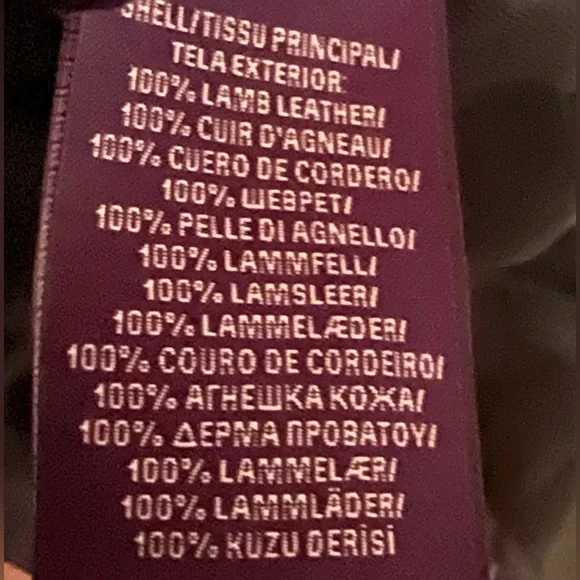 SHELL/TISSU PRINCIPAL/
TELA EXTERIOR:
100% LAMB LEATHER/
100% CUIR D'AGNEAU/
100% CUERO DE CORDERO/
100% ШЕВРЕТ/
100% PELLE DI AGNELLO/
100% LAMMFELL/
100% LAMSLEER/
100% LAMMELÆDER/
100% COURO DE CORDEIRO/
100% АГНЕШКА КОЖА/
100% ΔΕΡΜΑ ΠΡΟΒΑΤΟΥ/
100% LAMMELÆR/
100% LAMMLÄDER/
100% KUZU DERİSİ